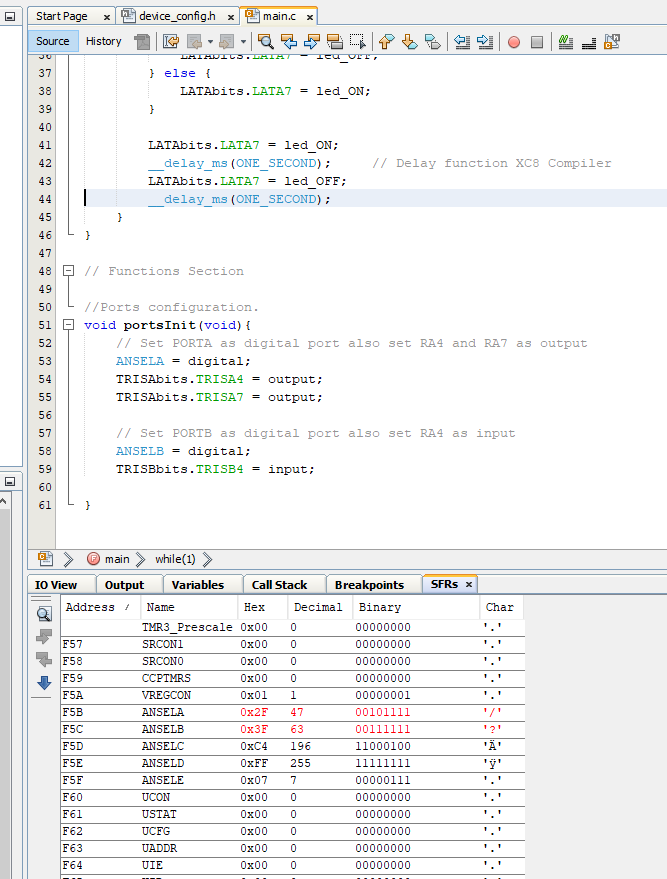 Start Page × device_config.h × main.c ×
Source History
36 LATAbits.LATA7 = led_OFF;
37 } else {
38 LATAbits.LATA7 = led_ON;
39 }
40
41 LATAbits.LATA7 = led_ON;
42 __delay_ms(ONE_SECOND); // Delay function XC8 Compiler
43 LATAbits.LATA7 = led_OFF;
44 __delay_ms(ONE_SECOND);
45 }
46 }
47
48 // Functions Section
49
50 //Ports configuration.
51 void portsInit(void){
52 // Set PORTA as digital port also set RA4 and RA7 as output
53 ANSELA = digital;
54 TRISAbits.TRISA4 = output;
55 TRISAbits.TRISA7 = output;
56
57 // Set PORTB as digital port also set RA4 as input
58 ANSELB = digital;
59 TRISBbits.TRISB4 = input;
60
61 }
main while(1)
IO View Output Variables Call Stack Breakpoints SFRs ×
Address / Name Hex Decimal Binary Char
TMR3_Prescale 0x00 0 00000000 '.'
F57 SRCON1 0x00 0 00000000 '.'
F58 SRCON0 0x00 0 00000000 '.'
F59 CCPTMRS 0x00 0 00000000 '.'
F5A VREGCON 0x01 1 00000001 '.'
F5B ANSELA 0x2F 47 00101111 '/'
F5C ANSELB 0x3F 63 00111111 '?'
F5D ANSELC 0xC4 196 11000100 'Ä'
F5E ANSELD 0xFF 255 11111111 'ÿ'
F5F ANSELE 0x07 7 00000111 '.'
F60 UCON 0x00 0 00000000 '.'
F61 USTAT 0x00 0 00000000 '.'
F62 UCFG 0x00 0 00000000 '.'
F63 UADDR 0x00 0 00000000 '.'
F64 UIE 0x00 0 00000000 '.'